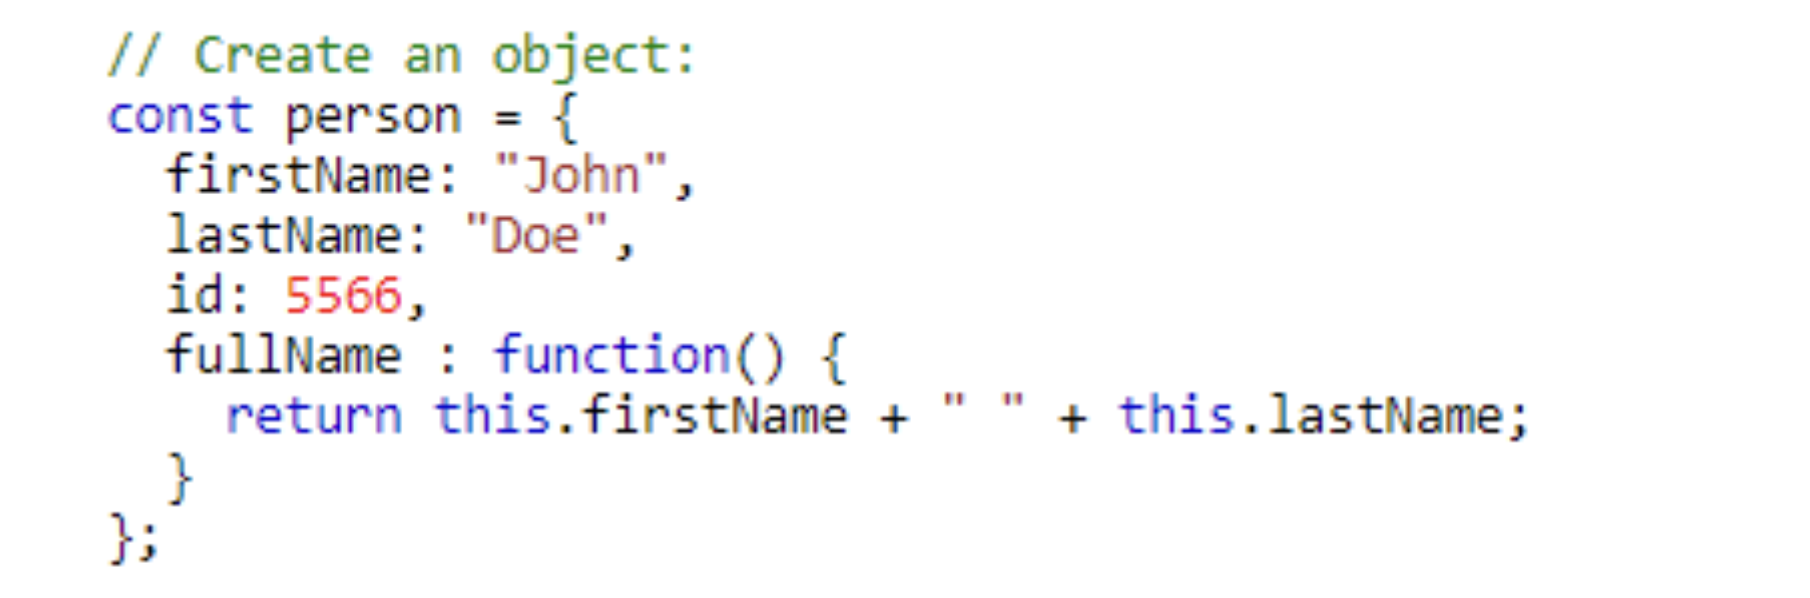 // Create an object:
const person = {
  firstName: "John",
  lastName: "Doe",
  id: 5566,
  fullName : function() {
    return this.firstName + " " + this.lastName;
  }
};